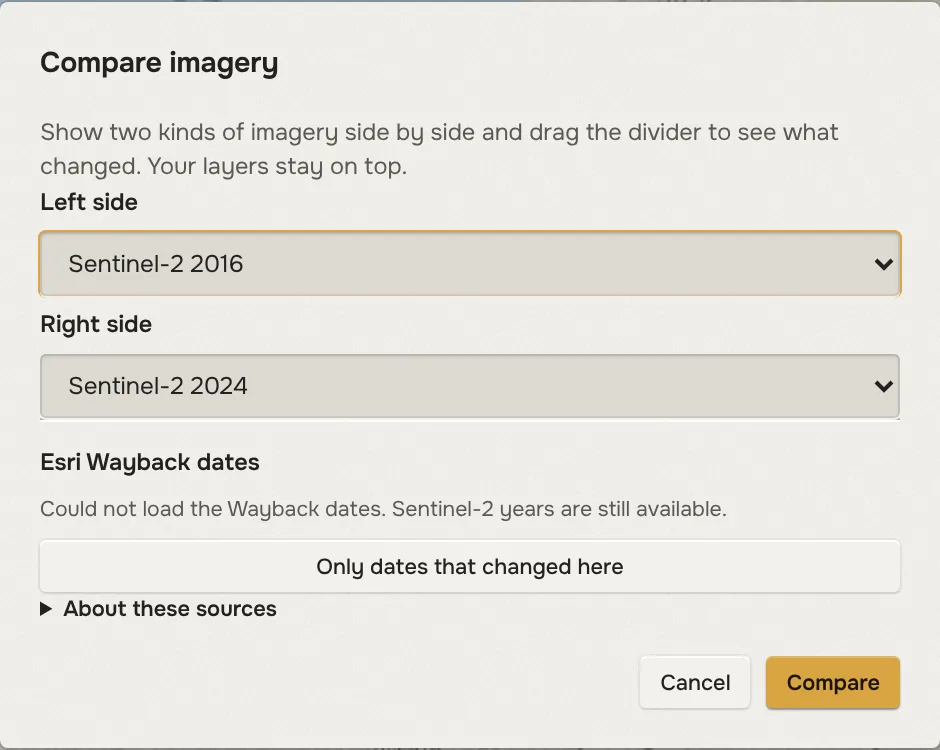 Compare imagery
Show two kinds of imagery side by side and drag the divider to see what
changed. Your layers stay on top.
Left side
Sentinel-2 2016
Right side
Sentinel-2 2024
Esri Wayback dates
Could not load the Wayback dates. Sentinel-2 years are still available.
Only dates that changed here
About these sources
Cancel
Compare